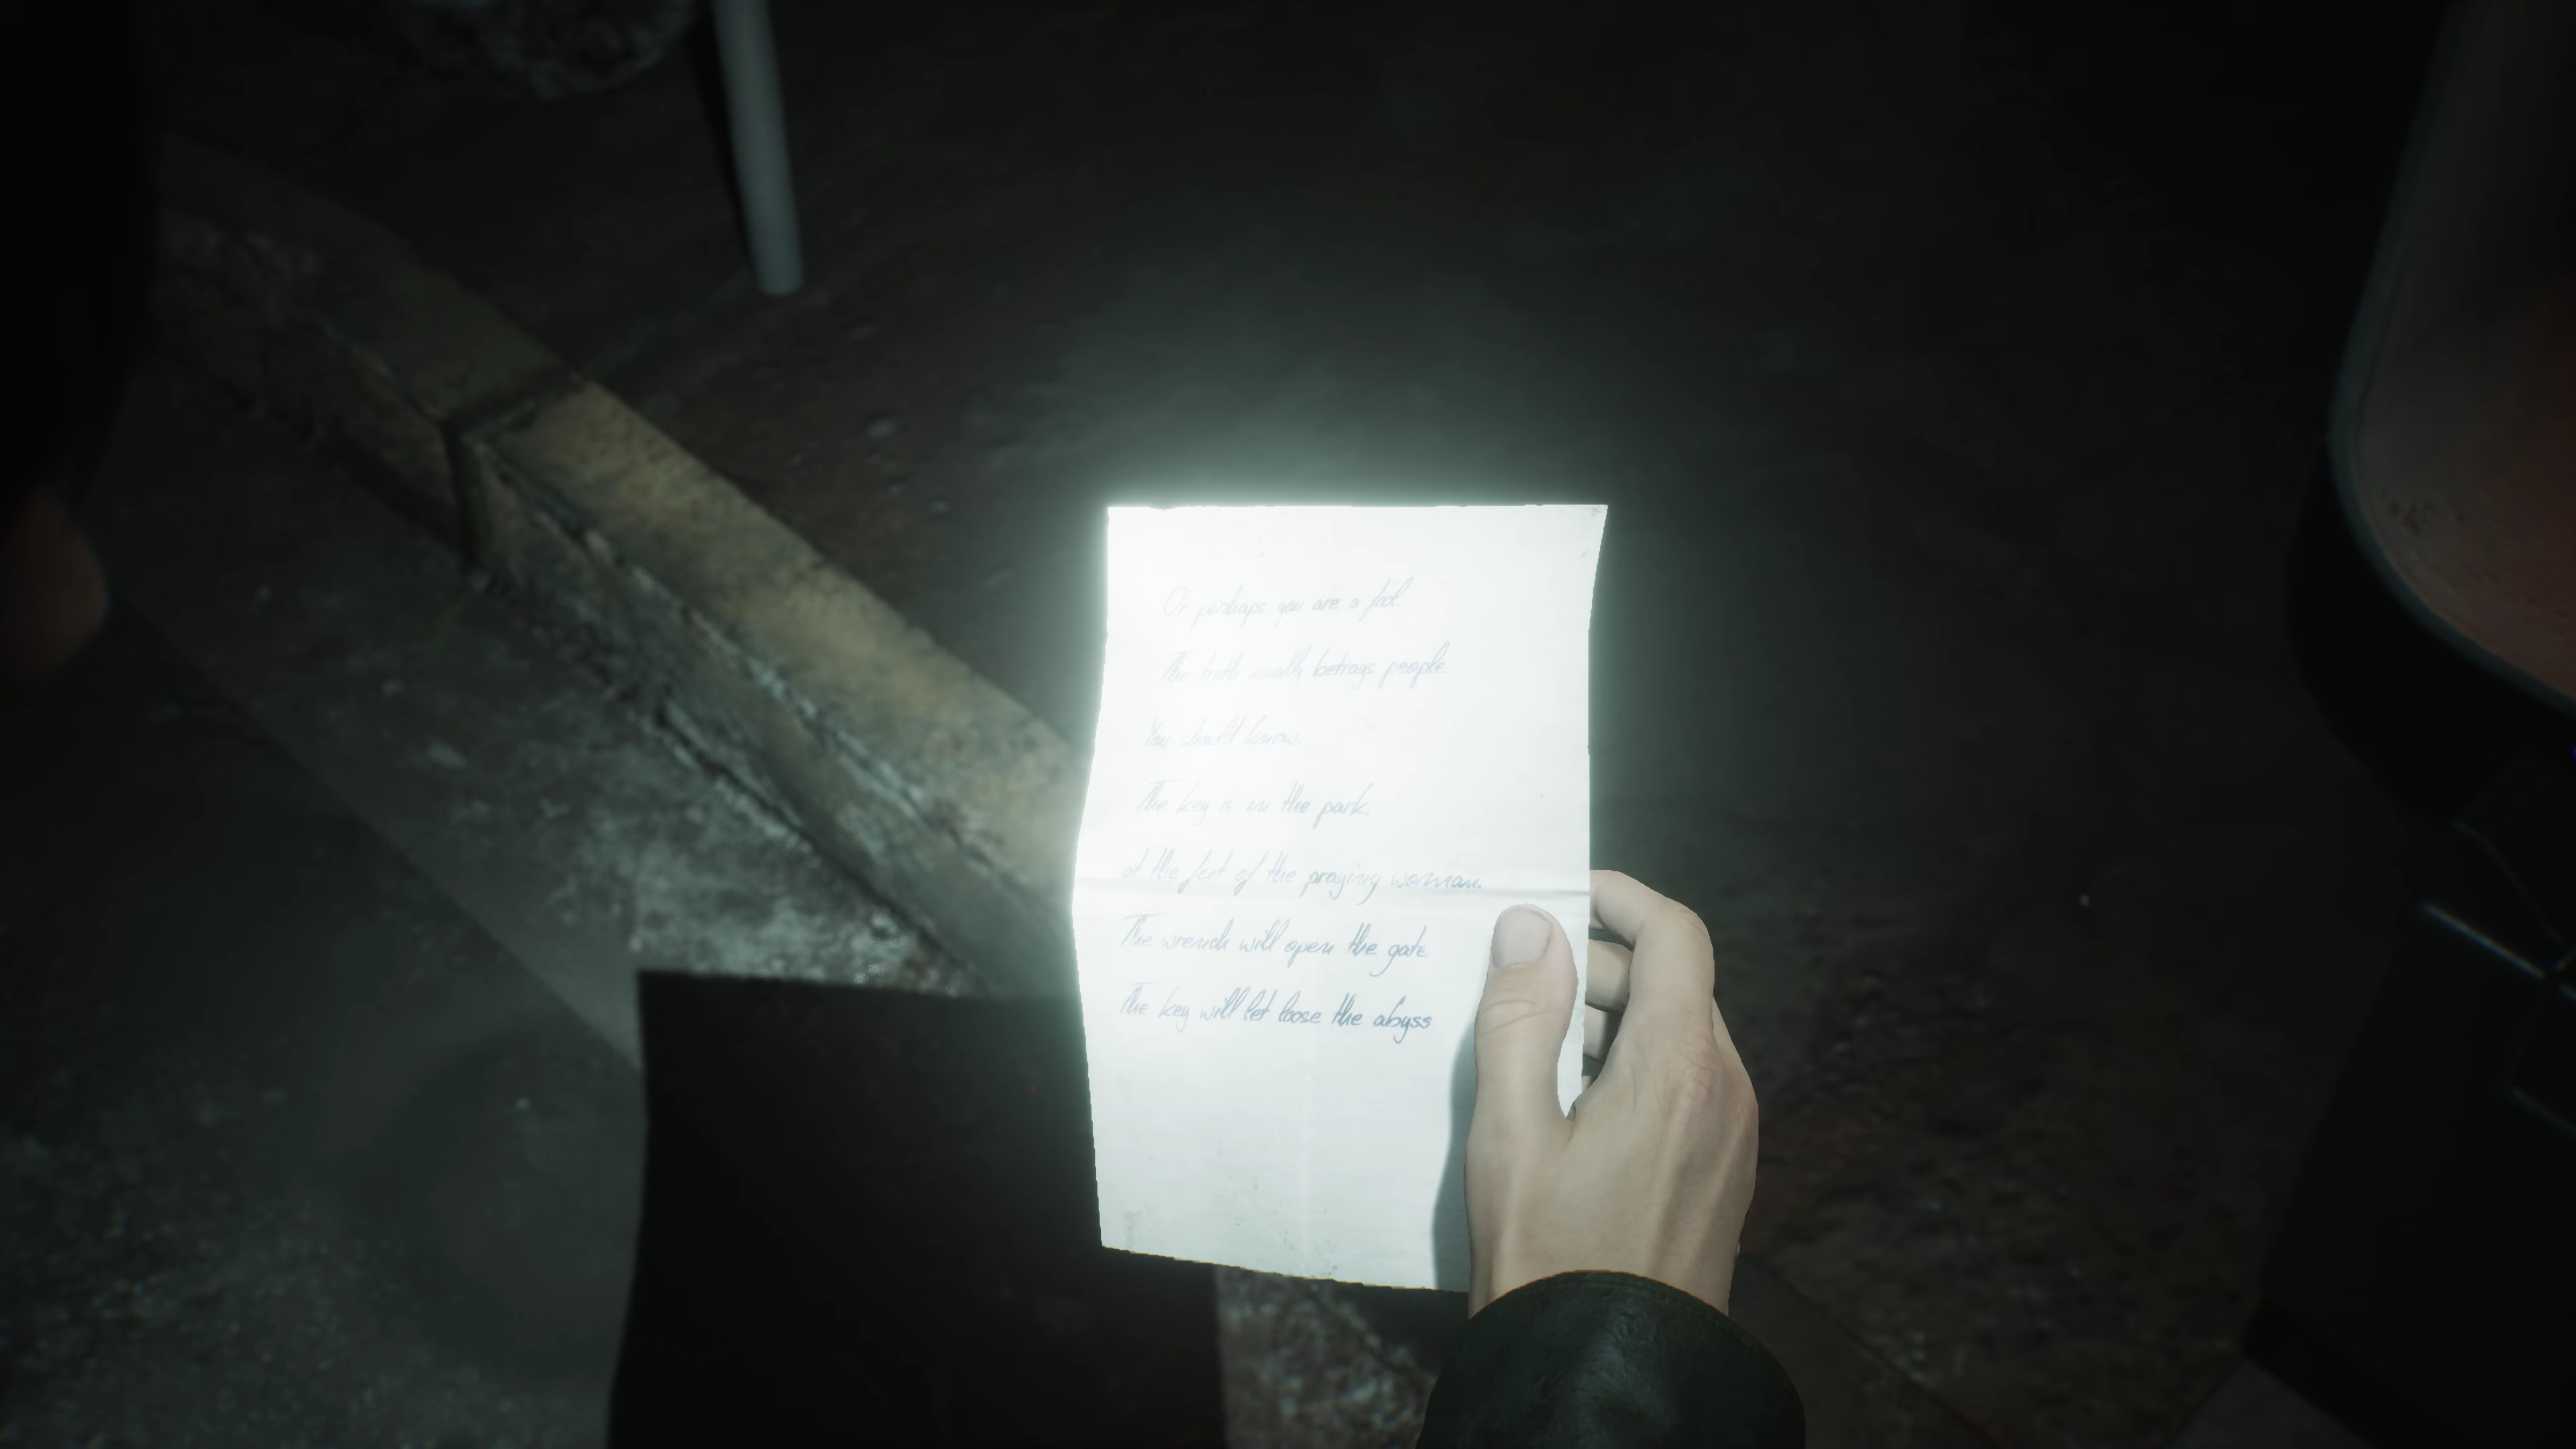 Or perhaps you are a fool.
The truth usually betrays people.
You should know.
The key is in the park.
at the feet of the praying woman.
The wrench will open the gate
The key will let loose the abyss